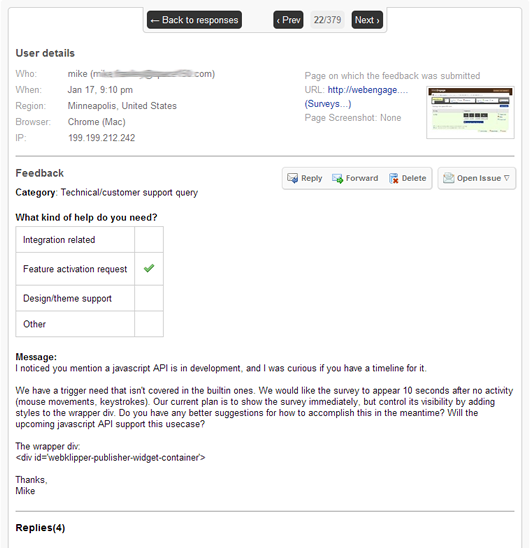 ← Back to responses
‹ Prev
22/379
Next ›
User details
Who: mike (
.com)
When: Jan 17, 9:10 pm
Region: Minneapolis, United States
Browser: Chrome (Mac)
IP: 199.199.212.242
Page on which the feedback was submitted
URL: http://webengage....
(Surveys...)
Page Screenshot: None
Feedback
Reply
Forward
Delete
Open Issue ▽
Category: Technical/customer support query
What kind of help do you need?
Integration related
Feature activation request ✔
Design/theme support
Other
Message:
I noticed you mention a javascript API is in development, and I was curious if you have a timeline for it.
We have a trigger need that isn't covered in the builtin ones. We would like the survey to appear 10 seconds after no activity
(mouse movements, keystrokes). Our current plan is to show the survey immediately, but control its visibility by adding
styles to the wrapper div. Do you have any better suggestions for how to accomplish this in the meantime? Will the
upcoming javascript API support this usecase?
The wrapper div:
<div id='webklipper-publisher-widget-container'>
Thanks,
Mike
Replies(4)